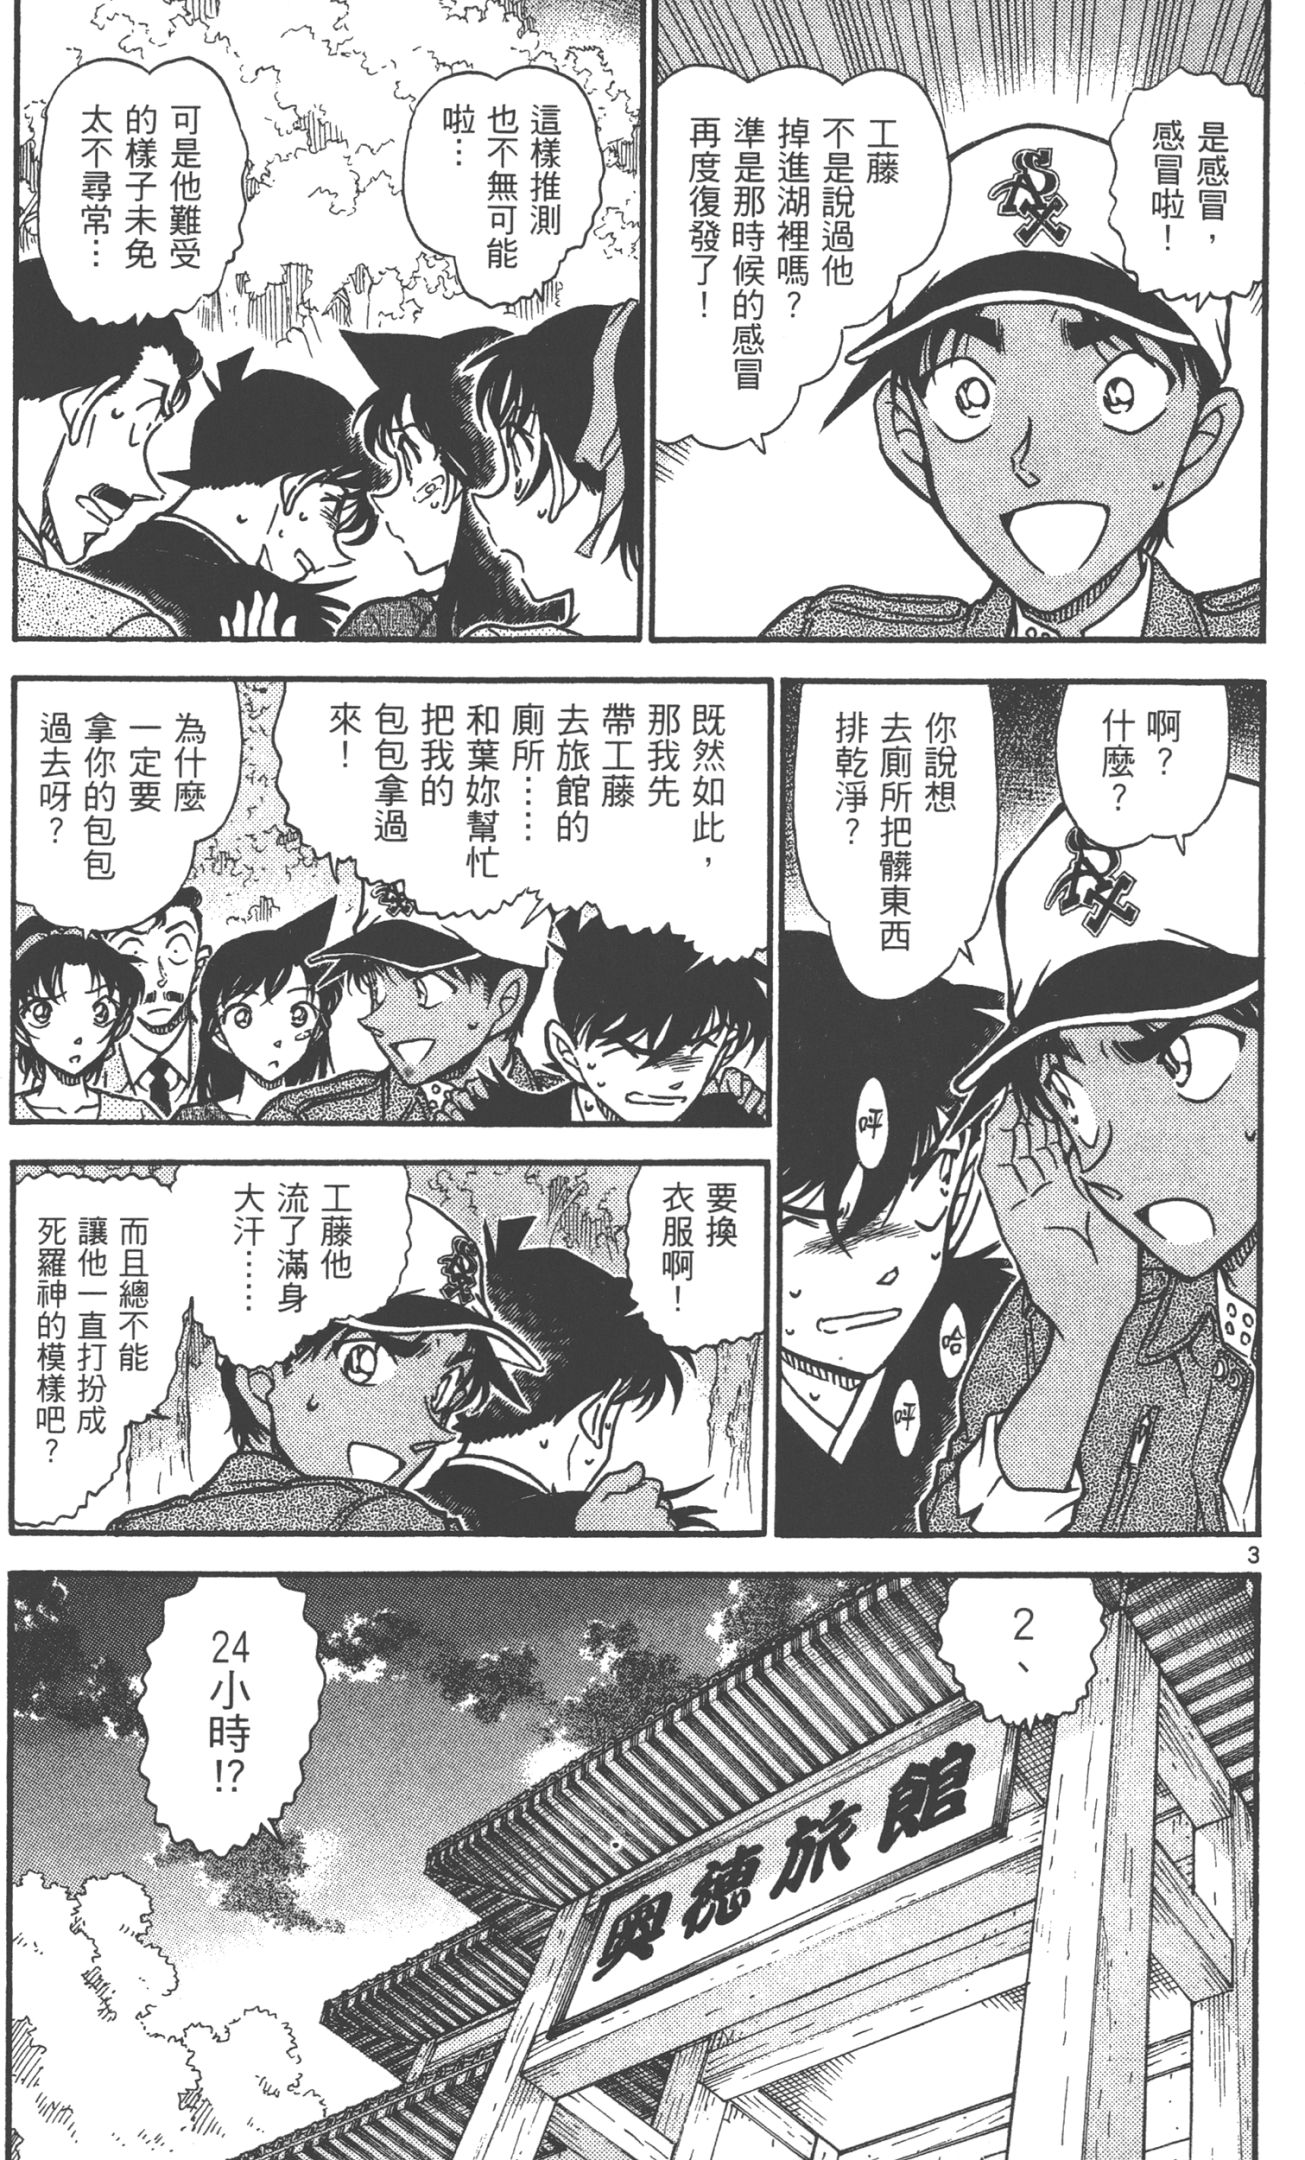 是感冒，
感冒啦！
工藤
不是說過他
掉進湖裡嗎？
準是那時候的感冒
再度復發了！
SAX
這樣推測
也不無可能
啦…
可是他難受
的樣子未免
太不尋常…
啊？
什麼？
你說想
去廁所把髒東西
排乾淨？
SAX
呼
哈
呼
既然如此，
那我先
帶工藤
去旅館的
廁所……
和葉妳幫忙
把我的
包包拿過
來！
為什麼
一定要
拿你的包包
過去呀？
SAX
要換
衣服啊！
工藤他
流了滿身
大汗……
而且總不能
讓他一直打扮成
死羅神的模樣吧？
SAX
3
2、
24小時!?
奧穗旅館